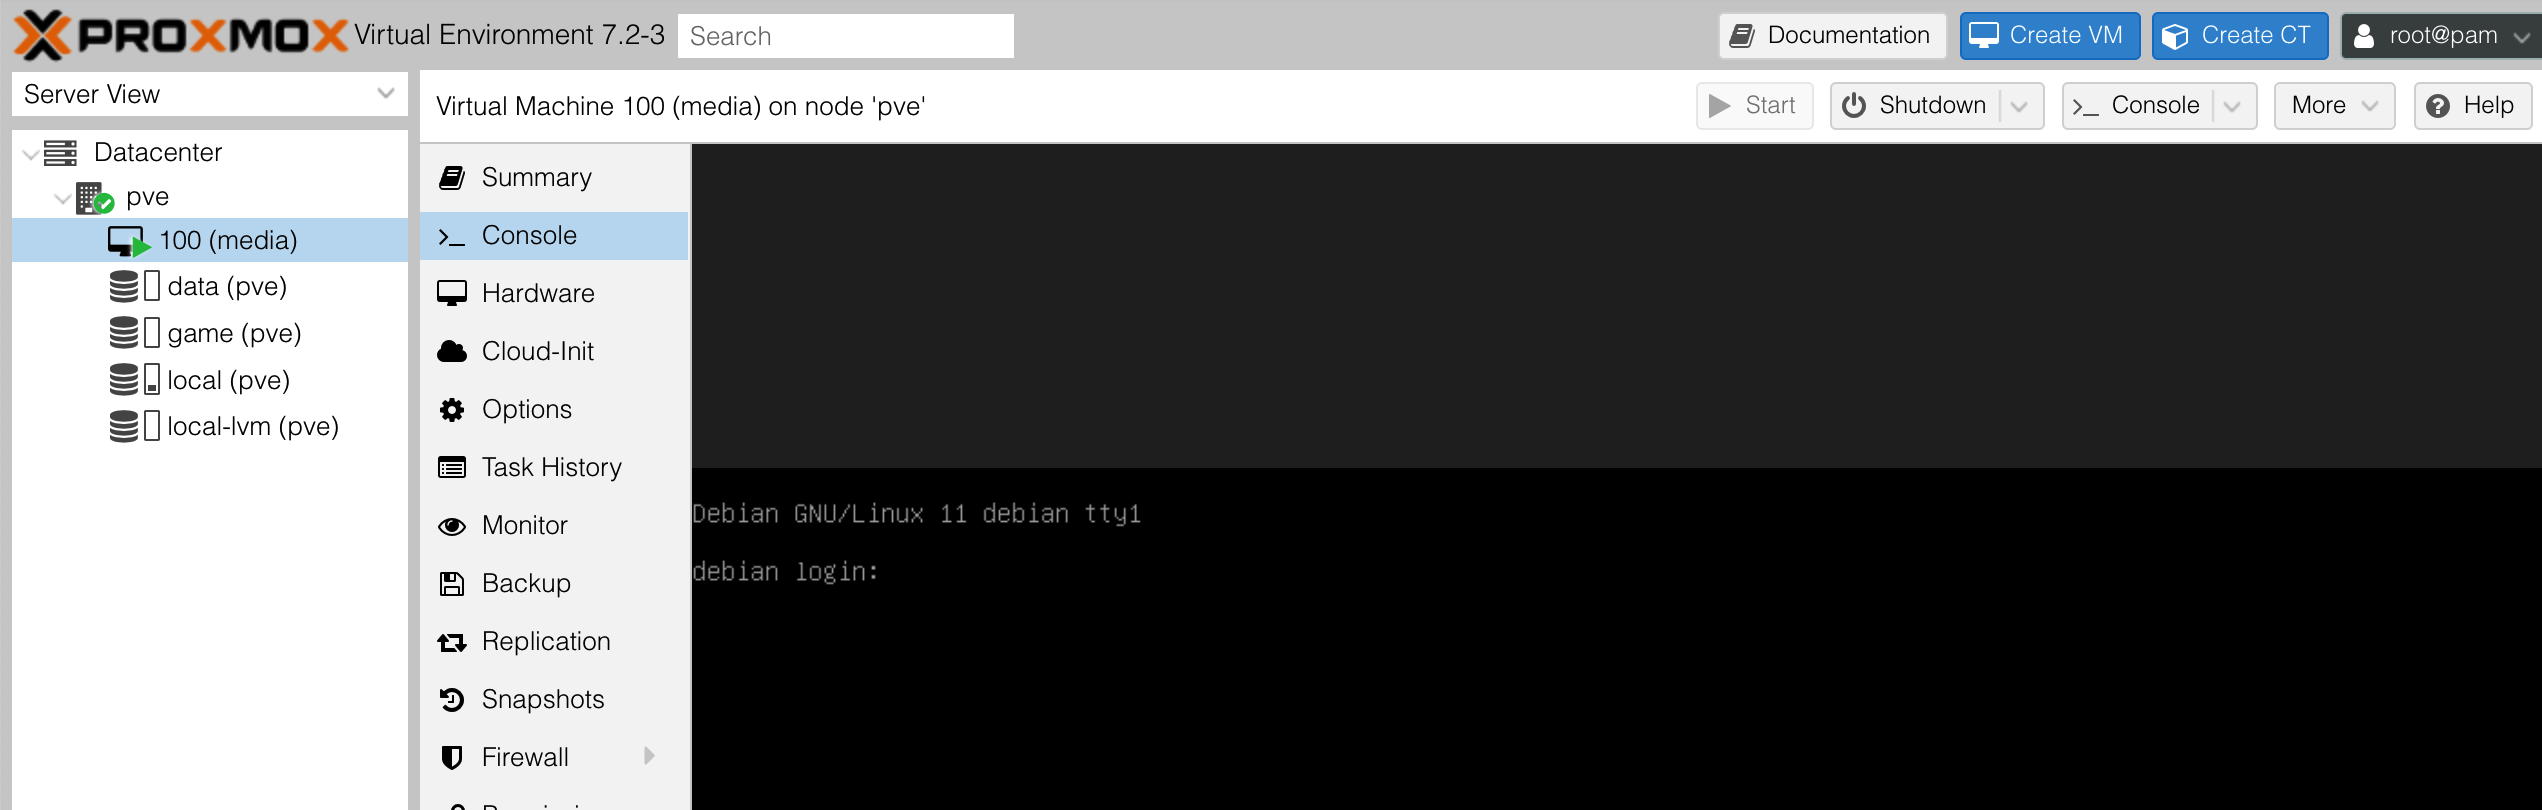 PROXMOX Virtual Environment 7.2-3 Search Documentation Create VM Create CT root@pam
Server View
Virtual Machine 100 (media) on node 'pve' Start Shutdown Console More Help
Datacenter
pve
100 (media)
data (pve)
game (pve)
local (pve)
local-lvm (pve)
Summary
Console
Hardware
Cloud-Init
Options
Task History
Monitor
Backup
Replication
Snapshots
Firewall
Debian GNU/Linux 11 debian tty1
debian login: